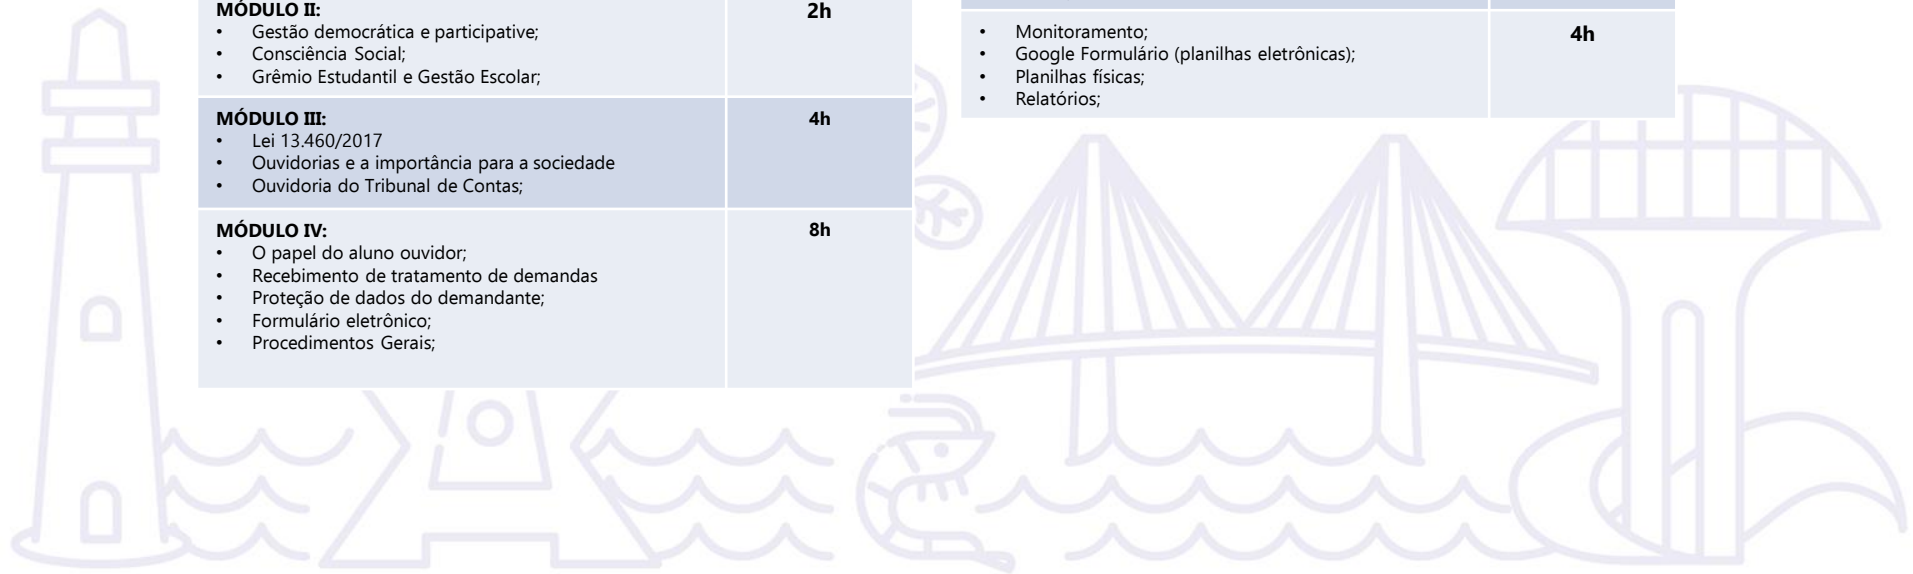 MÓDULO II:
2h
• Gestão democrática e participative;
• Consciência Social;
• Grêmio Estudantil e Gestão Escolar;
MÓDULO III:
4h
• Lei 13.460/2017
• Ouvidorias e a importância para a sociedade
• Ouvidoria do Tribunal de Contas;
MÓDULO IV:
8h
• O papel do aluno ouvidor;
• Recebimento de tratamento de demandas
• Proteção de dados do demandante;
• Formulário eletrônico;
• Procedimentos Gerais;
• Monitoramento;
4h
• Google Formulário (planilhas eletrônicas);
• Planilhas físicas;
• Relatórios;